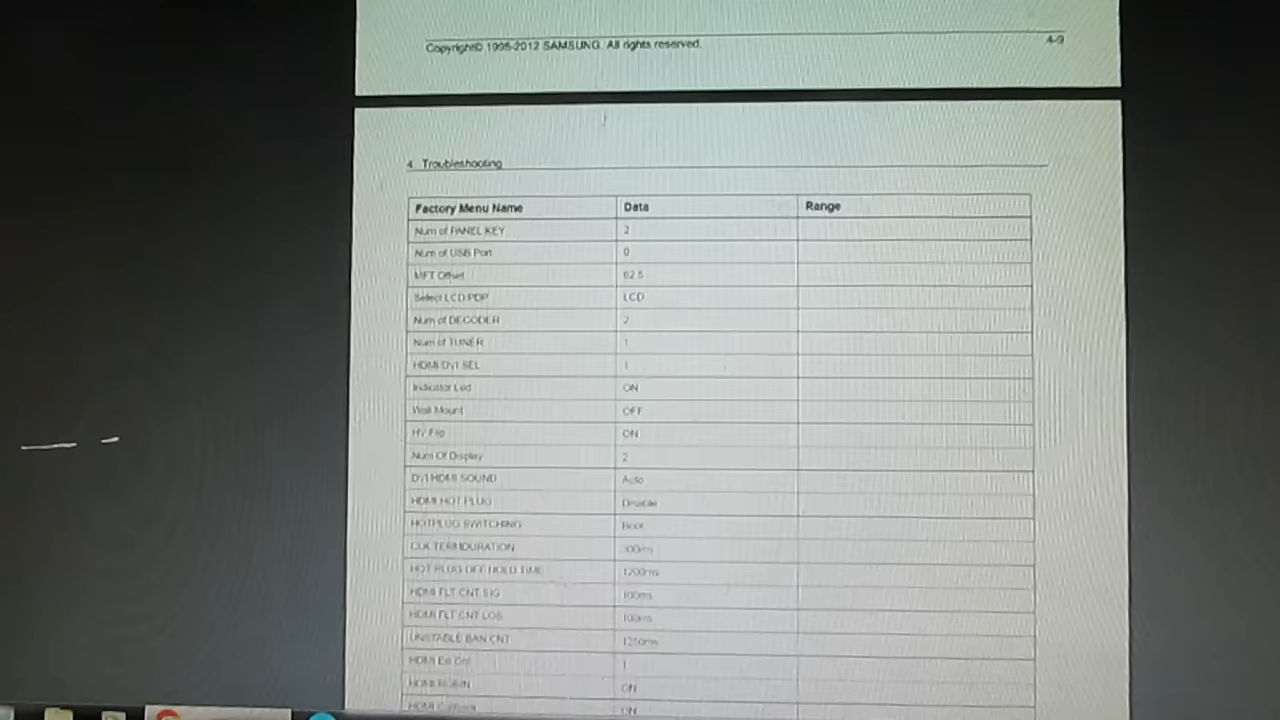 Copyright© 1995-2012 SAMSUNG. All rights reserved. 4-9
4. Troubleshooting
Factory Menu Name Data Range
Num of PANEL KEY 2
Num of USB Port 0
MFT Offset 62.5
Select LCD PDP LCD
Num of DECODER 2
Num of TUNER 1
HDMI DVI SEL 1
Indicator Led ON
Wall Mount OFF
HV Flip ON
Num Of Display 2
DVI HDMI SOUND Auto
HDMI HOT PLUG Disable
HOTPLUG SWITCHING Boot
CLK TERM DURATION 300ms
HOT PLUG OFF HOLD TIME 1200ms
HDMI FLT CNT SIG 100ms
HDMI FLT CNT LOS 100ms
UNSTABLE BAN CNT 1250ms
HDMI 1
HDMI ON
HDMI ON